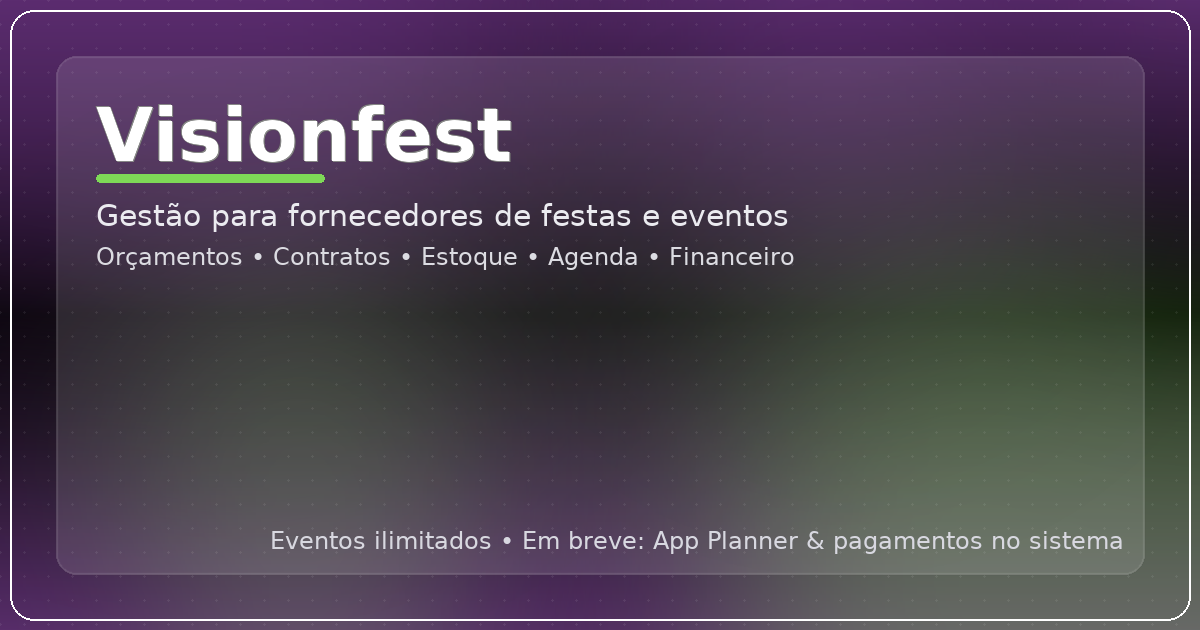 Visionfest
Gestão para fornecedores de festas e eventos
Orçamentos • Contratos • Estoque • Agenda • Financeiro
Eventos ilimitados • Em breve: App Planner & pagamentos no sistema